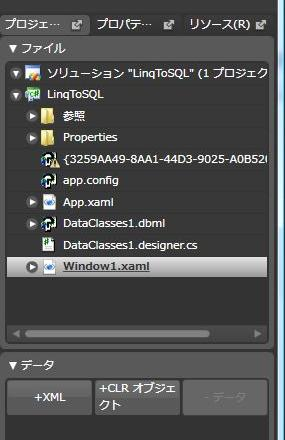 プロジェ…
プロパテ…
リソース(R)
▼ ファイル
ソリューション "LinqToSQL" (1 プロジェク
LinqToSQL
参照
Properties
{3259AA49-8AA1-44D3-9025-A0B520
app.config
App.xaml
DataClasses1.dbml
DataClasses1.designer.cs
Window1.xaml
▼ データ
+XML
+CLR オブジェ
クト
- データ